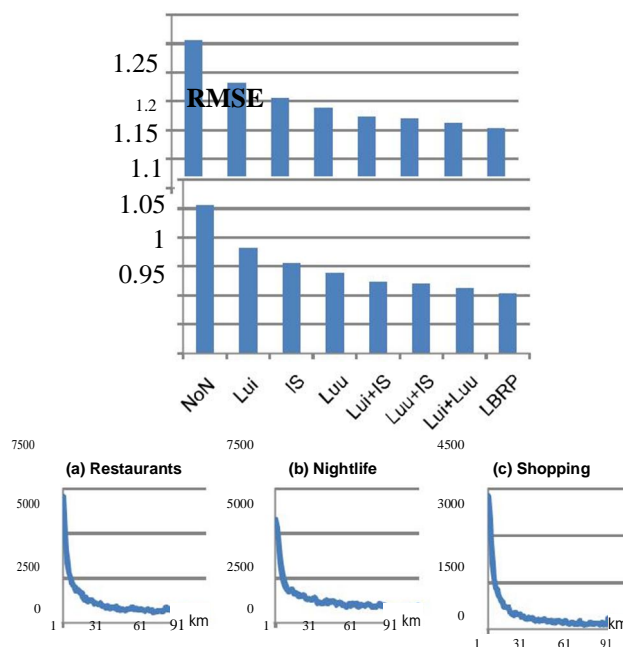 1.25
RMSE
1.2
1.15
1.1
1.05
1
0.95
NoN Lui IS Luu Lui+IS Luu+IS Lui+Luu LBRP
7500 7500 4500
(a) Restaurants (b) Nightlife (c) Shopping
5000 5000 3000
2500 2500 1500
0 km 0 km 0 km
1 31 61 91 1 31 61 91 1 31 61 91